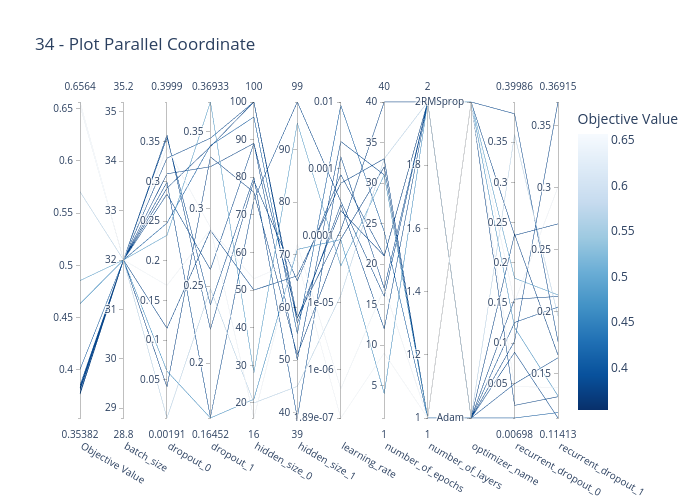 34 - Plot Parallel Coordinate
0.6564 35.2 0.3999 0.36933 100 99 0.01 40 2 0.39986 0.36915
Objective Value
0.65 0.6 0.55 0.5 0.45 0.4
35 34 33 32 31 30 29
0.35 0.3 0.25 0.2 0.15 0.1 0.05
0.35 0.3 0.25 0.2
100 90 80 70 60 50 40 30 20
90 80 70 60 50 40
0.01 0.001 0.0001 1e-05 1e-06 1.89e-07
40 35 30 25 20 15 10 5
2 1.8 1.6 1.4 1.2 1
RMSprop
Adam
0.35 0.3 0.25 0.2 0.15 0.1 0.05
0.35 0.3 0.25 0.2 0.15
0.65
0.6
0.55
0.5
0.45
0.4
0.35382 28.8 0.00191 0.16452 16 39 1 1 0.00698 0.11413
Objective Value
batch_size
dropout_0
dropout_1
hidden_size_0
hidden_size_1
learning_rate
number_of_epochs
number_of_layers
optimizer_name
recurrent_dropout_0
recurrent_dropout_1